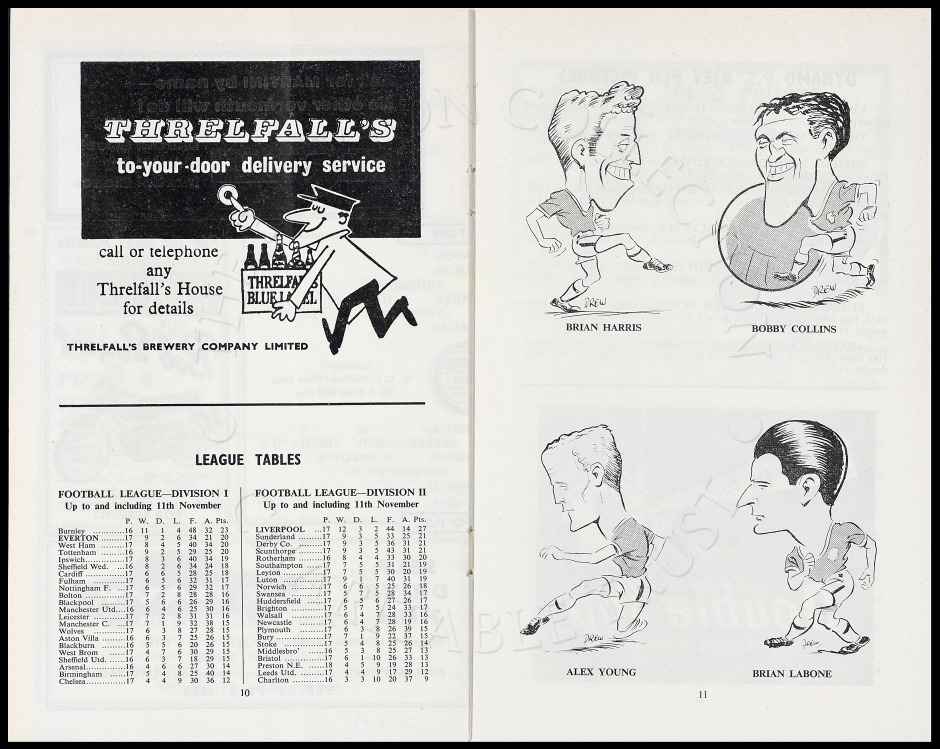 THRELFALL'S
to-your-door delivery service
call or telephone
any
Threlfall's House
for details
THRELFALL'S
BLUE LABEL
THRELFALL'S BREWERY COMPANY LIMITED
LEAGUE TABLES
FOOTBALL LEAGUE—DIVISION I
Up to and including 11th November
P. W. D. L. F. A. Pts.
Burnley ..........16 11 1 4 48 32 23
EVERTON ..........17 9 2 6 34 21 20
West Ham ..........17 8 4 5 40 34 20
Tottenham ..........16 9 2 5 29 25 20
Ipswich ..........17 8 3 6 40 34 19
Sheffield Wed. ....16 8 2 6 34 24 18
Cardiff ..........17 6 6 5 28 25 18
Fulham ..........17 6 5 6 32 31 17
Nottingham F. ....17 6 5 6 29 32 17
Bolton ..........17 7 2 8 28 28 16
Blackpool ..........17 5 6 6 26 29 16
Manchester Utd....16 6 4 6 25 30 16
Leicester ..........17 7 2 8 31 31 16
Manchester C. ....17 7 1 9 32 38 15
Wolves ..........17 6 3 8 27 28 15
Aston Villa ......16 6 3 7 25 26 15
Blackburn ..........16 5 5 6 20 26 15
West Brom ..........17 4 7 6 30 29 15
Sheffield Utd. ....16 6 3 7 18 29 15
Arsenal ..........16 4 6 6 27 30 14
Birmingham ........17 5 4 8 25 40 14
Chelsea ..........17 4 4 9 30 36 12
FOOTBALL LEAGUE—DIVISION II
Up to and including 11th November
P. W. D. L. F. A. Pts.
LIVERPOOL ...17 12 3 2 44 14 27
Sunderland ......17 9 3 5 33 25 21
Derby Co. ......17 9 3 5 36 31 21
Scunthorpe ......17 9 3 5 43 31 21
Rotherham ......16 8 4 4 33 30 20
Southampton ....17 7 5 5 31 21 19
Leyton ..........17 7 5 5 30 20 19
Luton ..........17 9 1 7 40 31 19
Norwich ..........17 6 6 5 25 26 18
Swansea ..........17 5 7 5 28 34 17
Huddersfield ....17 6 5 6 27 26 17
Brighton ........17 5 7 5 24 33 17
Walsall ..........17 6 4 7 28 33 16
Newcastle ........17 6 4 7 28 19 16
Plymouth ........17 6 3 8 26 39 15
Bury ..........17 7 1 9 22 37 15
Stoke ..........17 5 4 8 25 26 14
Middlesbro' ......16 5 3 8 25 27 13
Bristol ..........17 6 1 10 26 33 13
Preston N.E. ....18 4 5 9 19 28 13
Leeds Utd. ......17 4 4 9 17 29 12
Charlton ........16 3 3 10 20 37 9
10
DREW
BRIAN HARRIS
DREW
BOBBY COLLINS
DREW
ALEX YOUNG
DREW
BRIAN LABONE
11